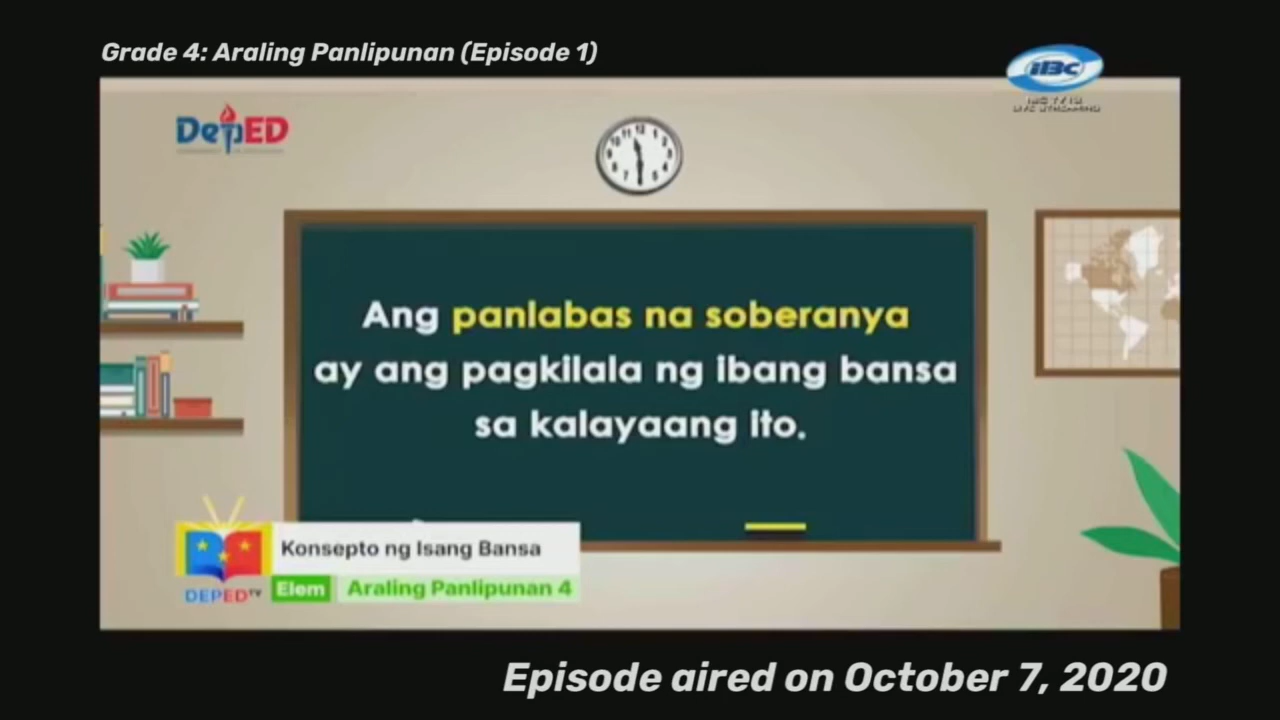 Grade 4: Araling Panlipunan (Episode 1)
iBC
DepED
Ang panlabas na soberanya
ay ang pagkilala ng ibang bansa
sa kalayaang ito.
Konsepto ng Isang Bansa
DEPED TV
Elem Araling Panlipunan 4
Episode aired on October 7, 2020